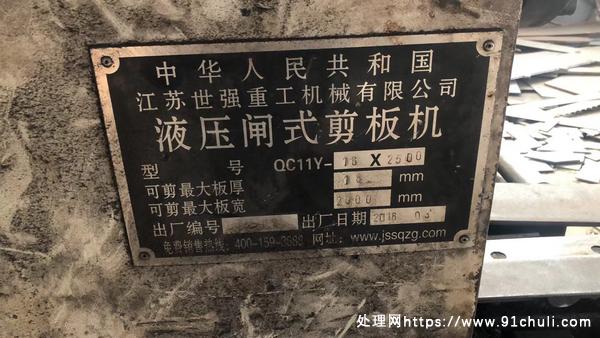 中华人民共和国
江苏世强重工机械有限公司
液压闸式剪板机
型 号 QC11Y-16 X 2500
可剪最大板厚 16 mm
可剪最大板宽 2500 mm
出厂编号 出厂日期 2018 03
免费销售热线: 400-159-3688 网址: www.jssqzg.com
处理网https://www.91chuli.com/